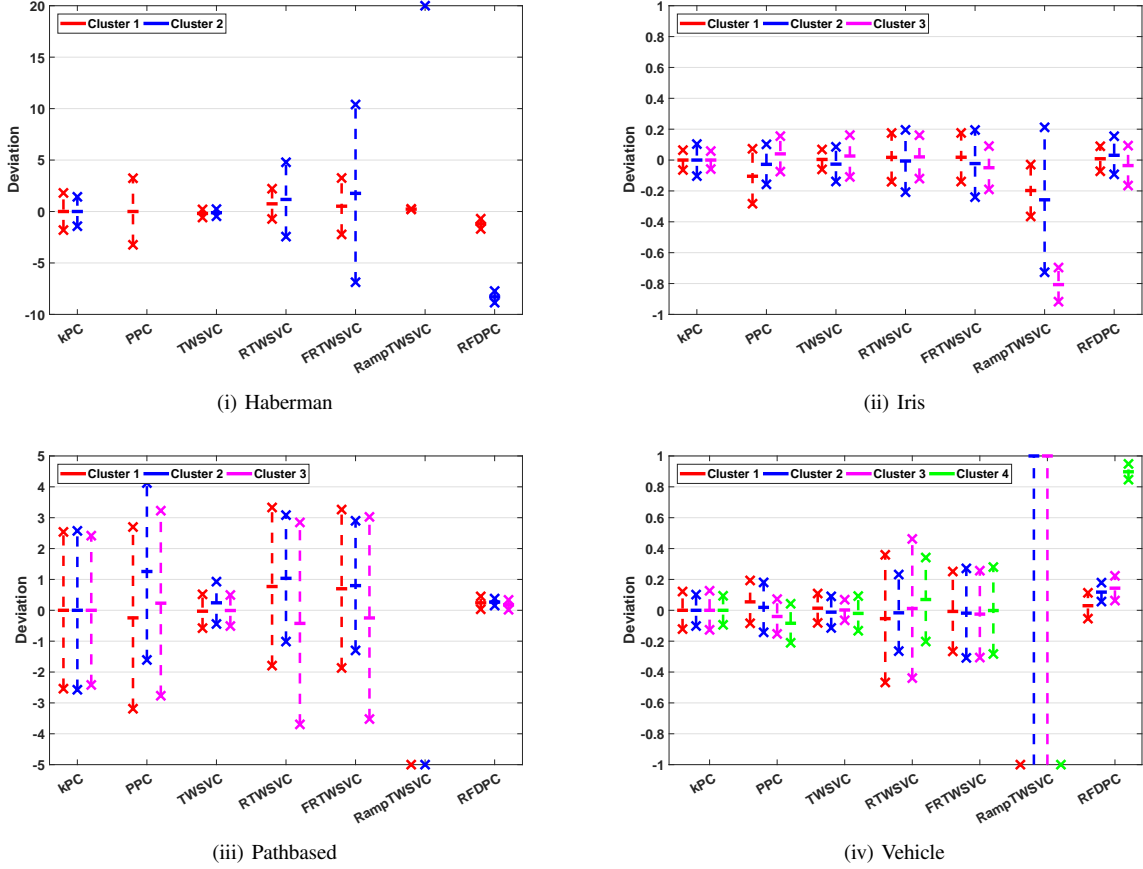 20
15
10
5
0
-5
-10
Deviation
Cluster 1 Cluster 2
kPC PPC TWSVC RTWSVC FRTWSVC RampTWSVC RFDPC
(i) Haberman
1
0.8
0.6
0.4
0.2
0
-0.2
-0.4
-0.6
-0.8
-1
Deviation
Cluster 1 Cluster 2 Cluster 3
kPC PPC TWSVC RTWSVC FRTWSVC RampTWSVC RFDPC
(ii) Iris
5
4
3
2
1
0
-1
-2
-3
-4
-5
Deviation
Cluster 1 Cluster 2 Cluster 3
kPC PPC TWSVC RTWSVC FRTWSVC RampTWSVC RFDPC
(iii) Pathbased
1
0.8
0.6
0.4
0.2
0
-0.2
-0.4
-0.6
-0.8
-1
Deviation
Cluster 1 Cluster 2 Cluster 3 Cluster 4
kPC PPC TWSVC RTWSVC FRTWSVC RampTWSVC RFDPC
(iv) Vehicle